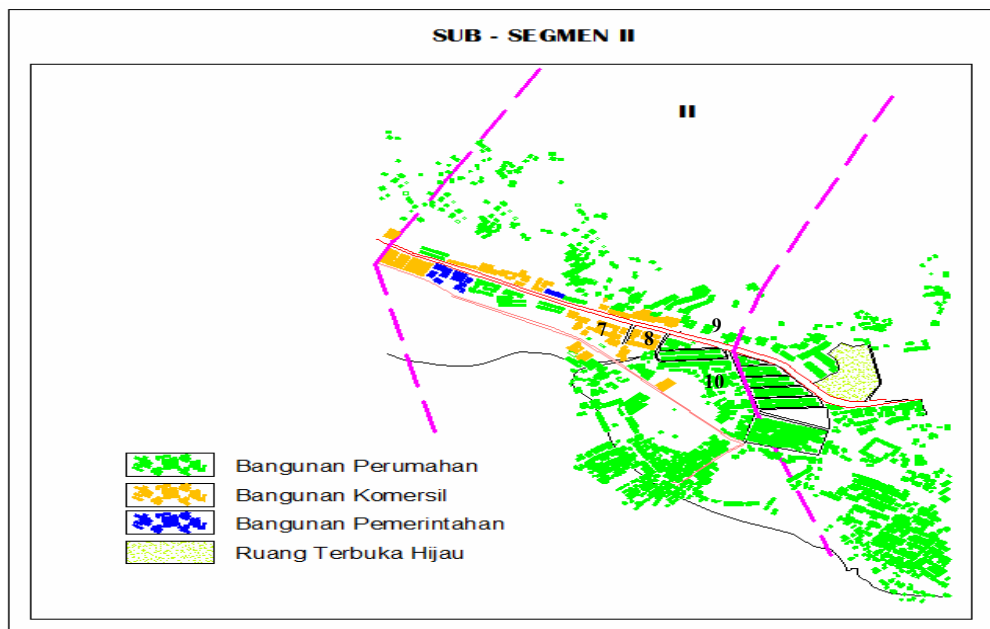 SUB - SEGMEN II
II
9
7
8
10
Bangunan Perumahan
Bangunan Komersil
Bangunan Pemerintahan
Ruang Terbuka Hijau